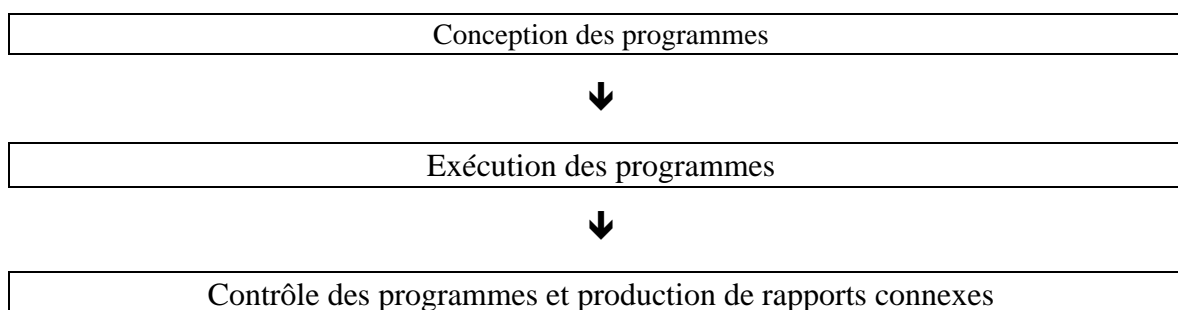 Conception des programmes
Exécution des programmes
Contrôle des programmes et production de rapports connexes